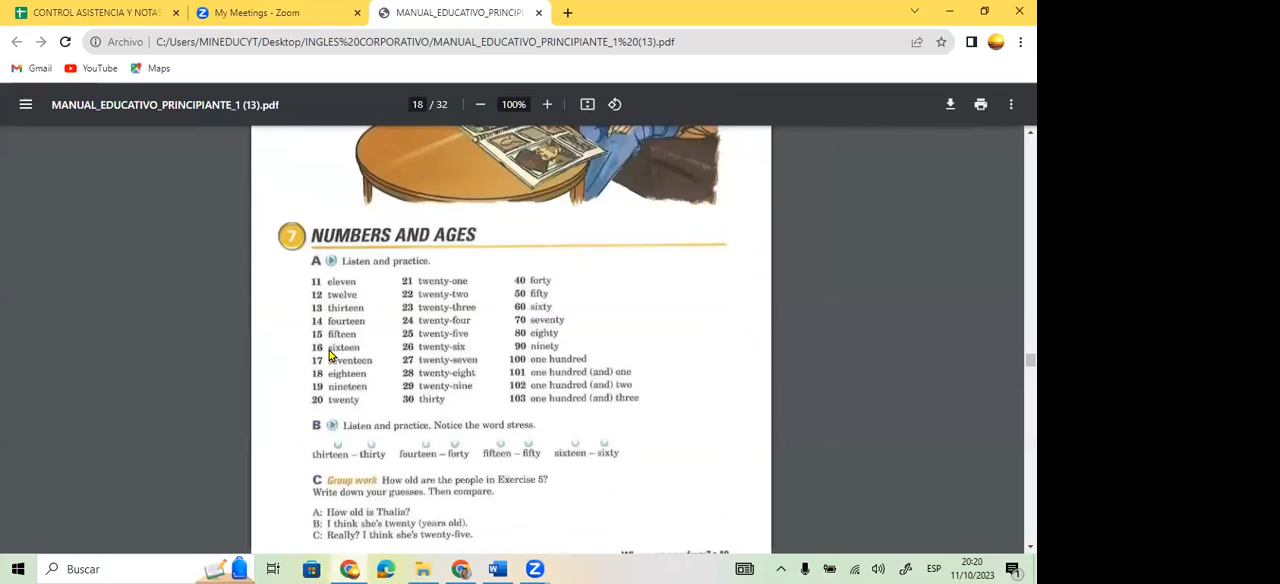 CONTROL ASISTENCIA Y NOTAS
My Meetings - Zoom
MANUAL_EDUCATIVO_PRINCIPI
Archivo
C:/Users/MINEDUCYT/Desktop/INGLES%20CORPORATIVO/MANUAL_EDUCATIVO_PRINCIPIANTE_1%20(13).pdf
Gmail YouTube Maps
MANUAL_EDUCATIVO_PRINCIPIANTE_1 (13).pdf
18 / 32
100%
7 NUMBERS AND AGES
A Listen and practice.
11 eleven 21 twenty-one 40 forty
12 twelve 22 twenty-two 50 fifty
13 thirteen 23 twenty-three 60 sixty
14 fourteen 24 twenty-four 70 seventy
15 fifteen 25 twenty-five 80 eighty
16 sixteen 26 twenty-six 90 ninety
17 seventeen 27 twenty-seven 100 one hundred
18 eighteen 28 twenty-eight 101 one hundred (and) one
19 nineteen 29 twenty-nine 102 one hundred (and) two
20 twenty 30 thirty 103 one hundred (and) three
B Listen and practice. Notice the word stress.
thirteen – thirty fourteen – forty fifteen – fifty sixteen – sixty
C Group work How old are the people in Exercise 5?
Write down your guesses. Then compare.
A: How old is Thalia?
B: I think she's twenty (years old).
C: Really? I think she's twenty-five.
Buscar
ESP
20:20
11/10/2023